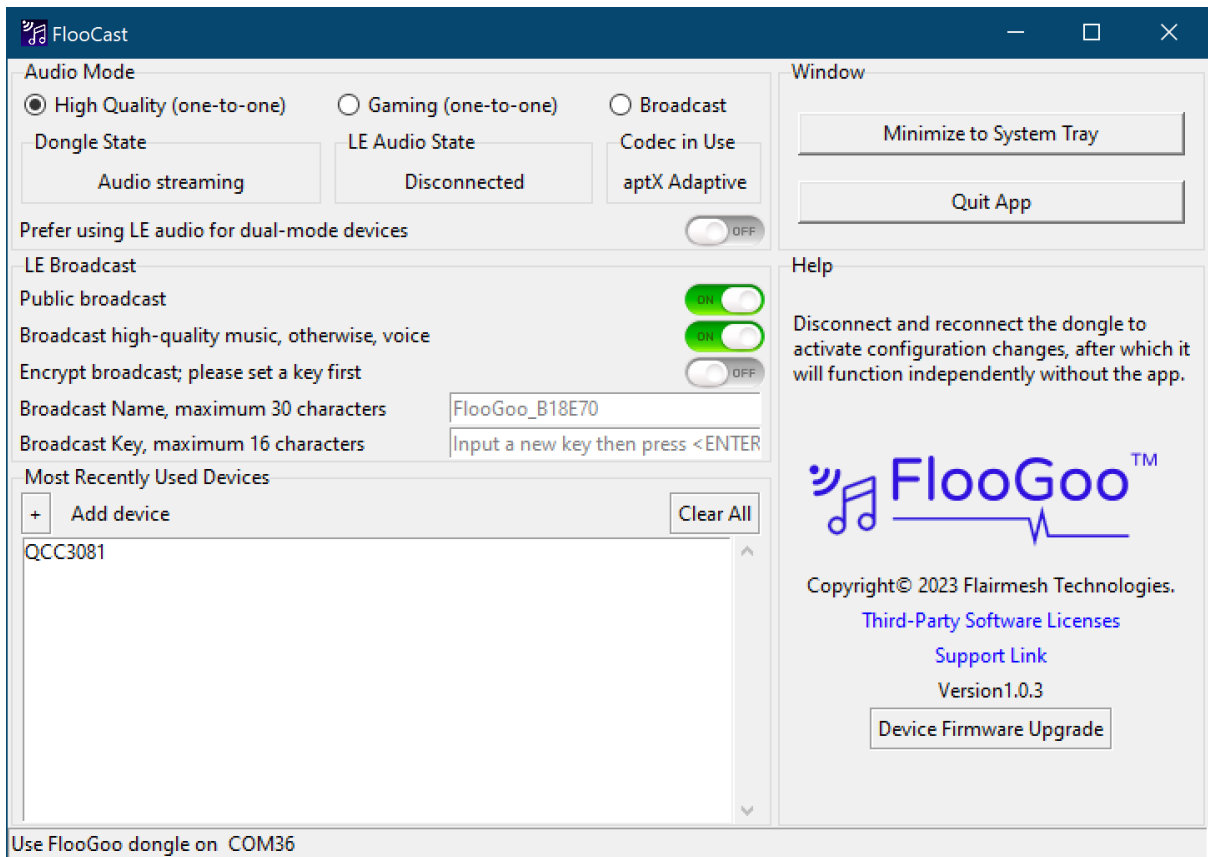 FlooCast
Audio Mode
High Quality (one-to-one)
Gaming (one-to-one)
Broadcast
Dongle State
Audio streaming
LE Audio State
Disconnected
Codec in Use
aptX Adaptive
Prefer using LE audio for dual-mode devices
OFF
LE Broadcast
Public broadcast
ON
Broadcast high-quality music, otherwise, voice
ON
Encrypt broadcast; please set a key first
OFF
Broadcast Name, maximum 30 characters
FlooGoo_B18E70
Broadcast Key, maximum 16 characters
Input a new key then press <ENTER
Most Recently Used Devices
+ Add device
Clear All
QCC3081
Window
Minimize to System Tray
Quit App
Help
Disconnect and reconnect the dongle to
activate configuration changes, after which it
will function independently without the app.
FlooGoo™
Copyright© 2023 Flairmesh Technologies.
Third-Party Software Licenses
Support Link
Version1.0.3
Device Firmware Upgrade
Use FlooGoo dongle on  COM36